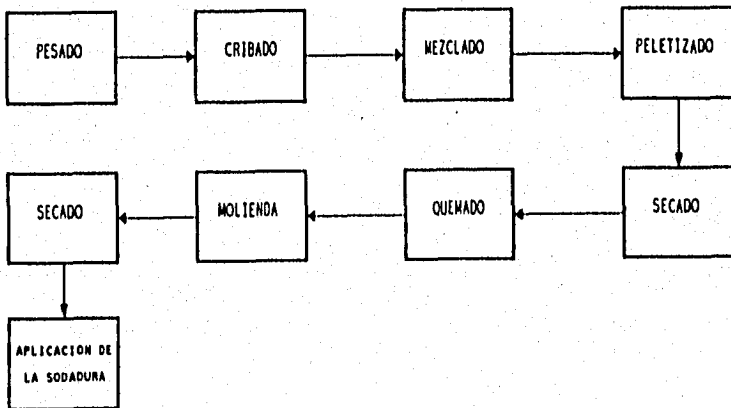 PESADO
CRIBADO
MEZCLADO
PELETIZADO
SECADO
QUEMADO
MOLIENDA
SECADO
APLICACION DE
LA SODADURA